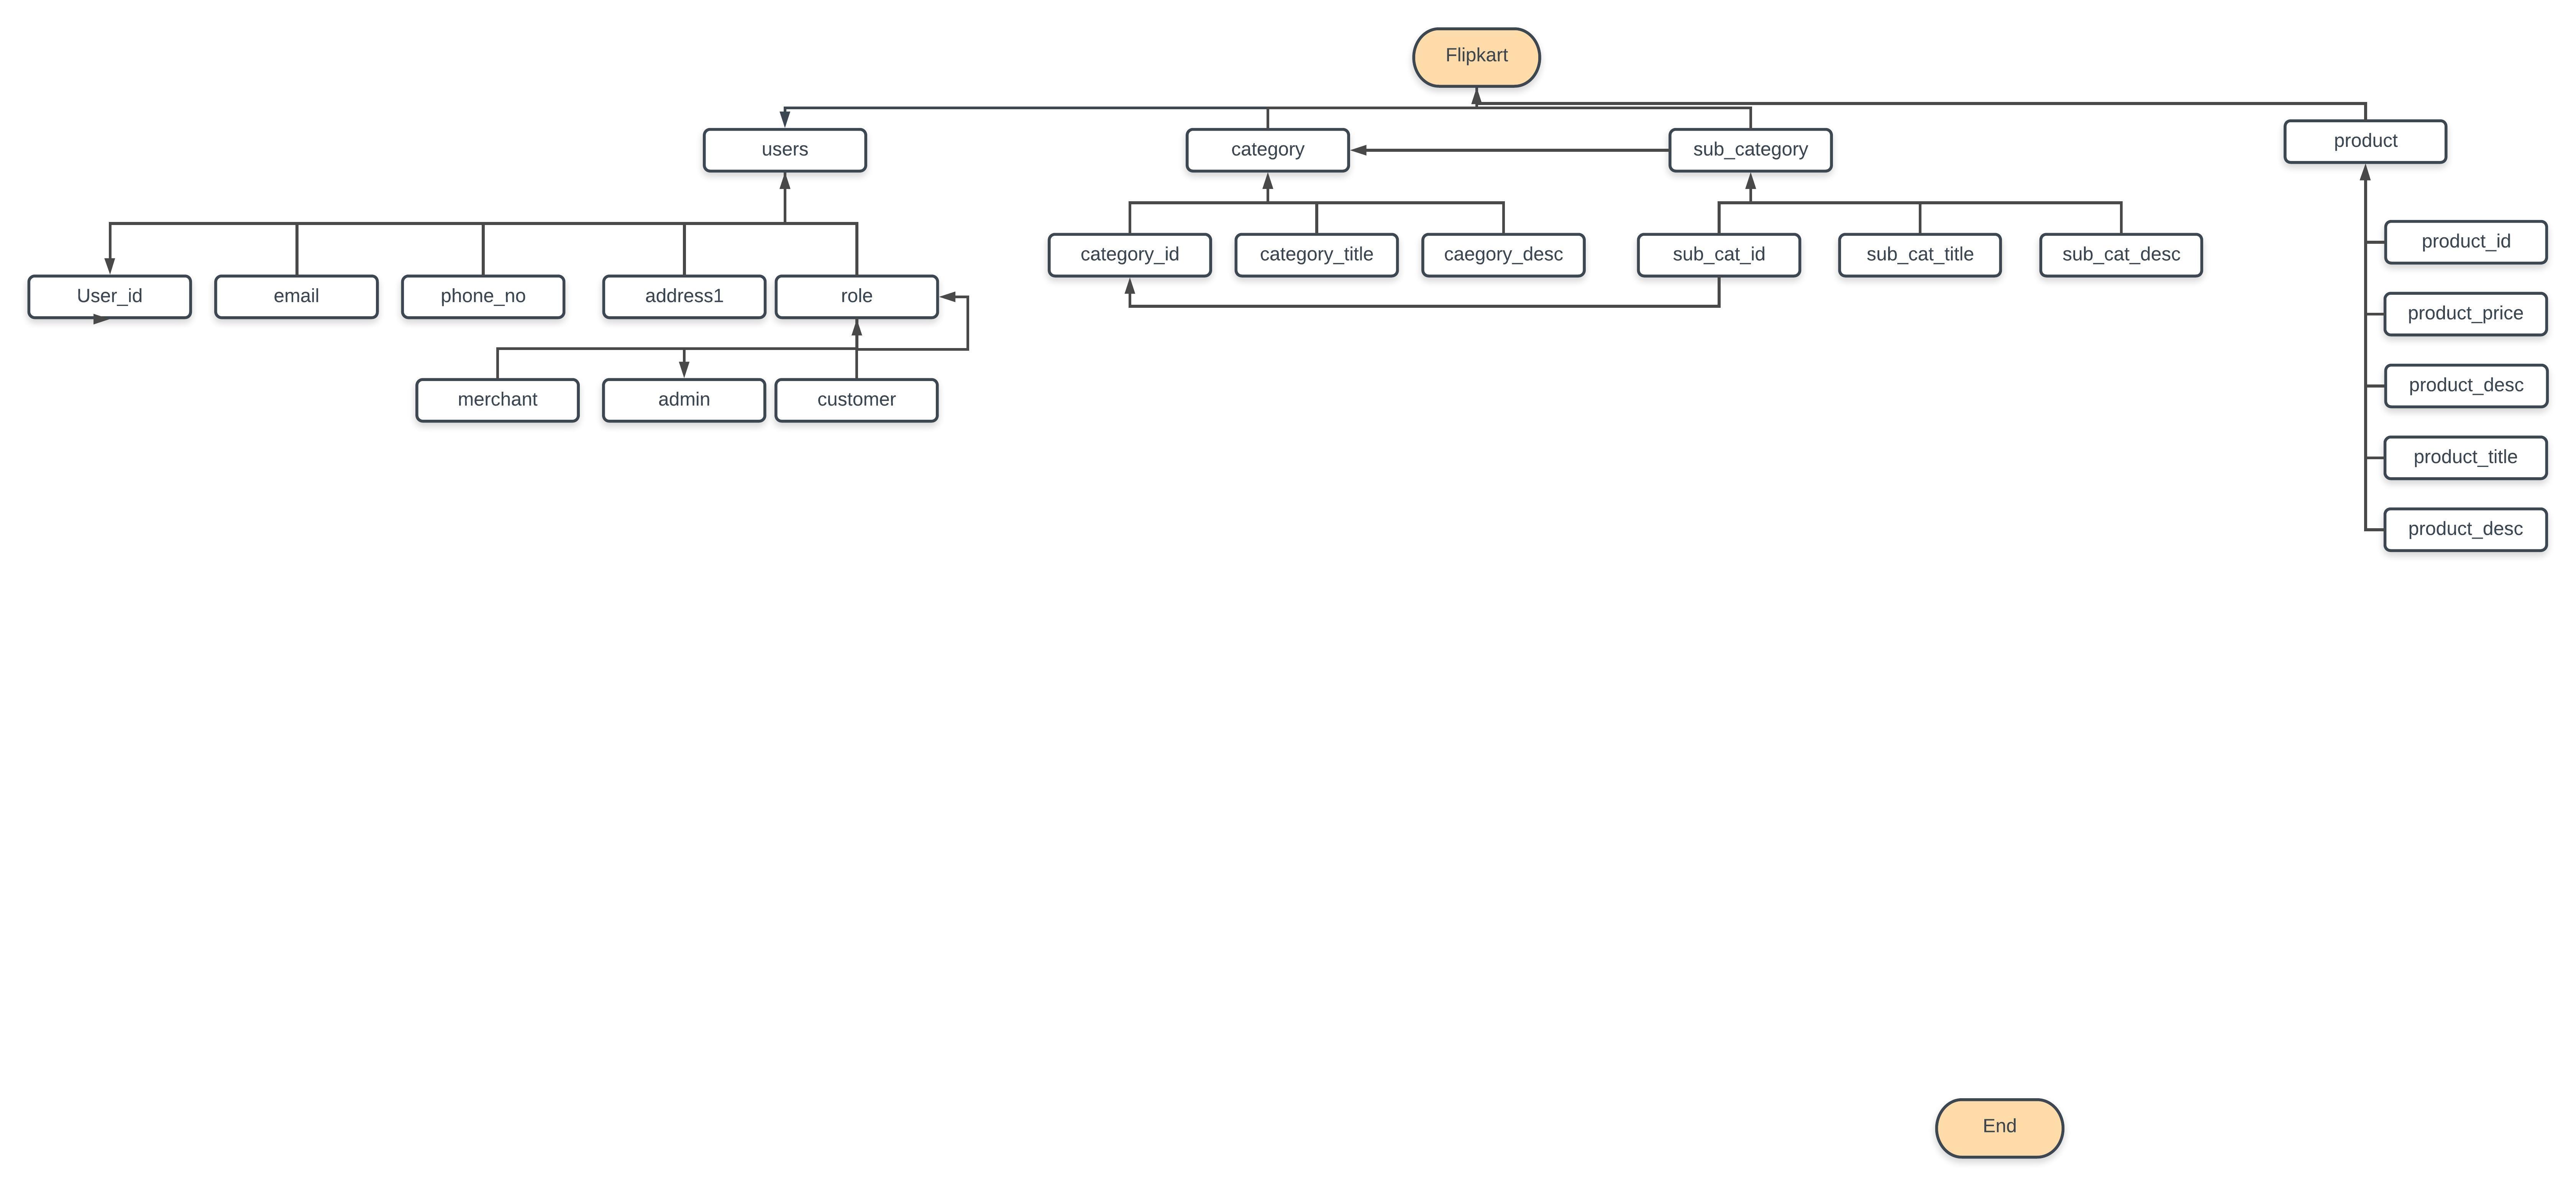 Flipkart
users
category
sub_category
product
User_id
email
phone_no
address1
role
merchant
admin
customer
category_id
category_title
caegory_desc
sub_cat_id
sub_cat_title
sub_cat_desc
product_id
product_price
product_desc
product_title
product_desc
End